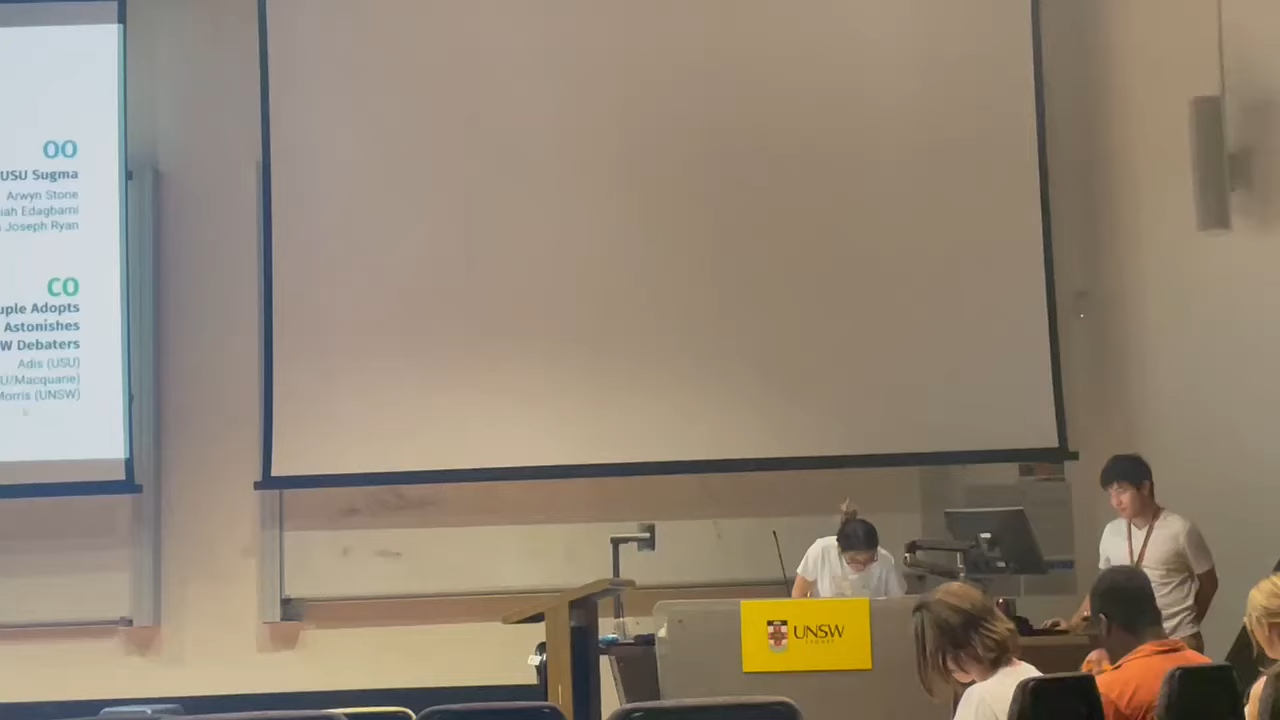 OO
USU Sugma
Arwyn Stone
iah Edagbami
Joseph Ryan
CO
uple Adopts
Astonishes
W Debaters
Adis (USU)
U/Macquarie)
Morris (UNSW)
UNSW
SYDNEY